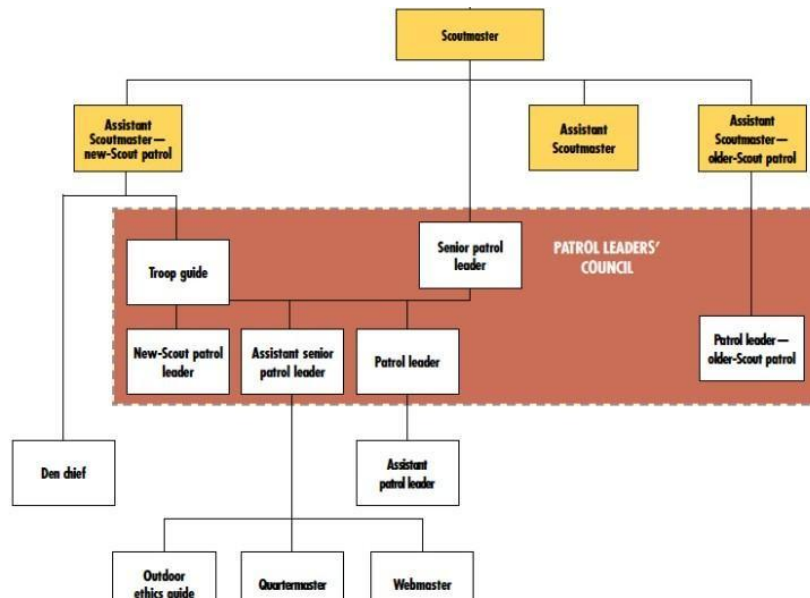 Scoutmaster
Assistant
Scoutmaster—
new-Scout patrol
Assistant
Scoutmaster
Assistant
Scoutmaster—
older-Scout patrol
Troop guide
Senior patrol
leader
PATROL LEADERS’
COUNCIL
New-Scout patrol
leader
Assistant senior
patrol leader
Patrol leader
Patrol leader—
older-Scout patrol
Den chief
Assistant
patrol leader
Outdoor
ethics guide
Quartermaster
Webmaster